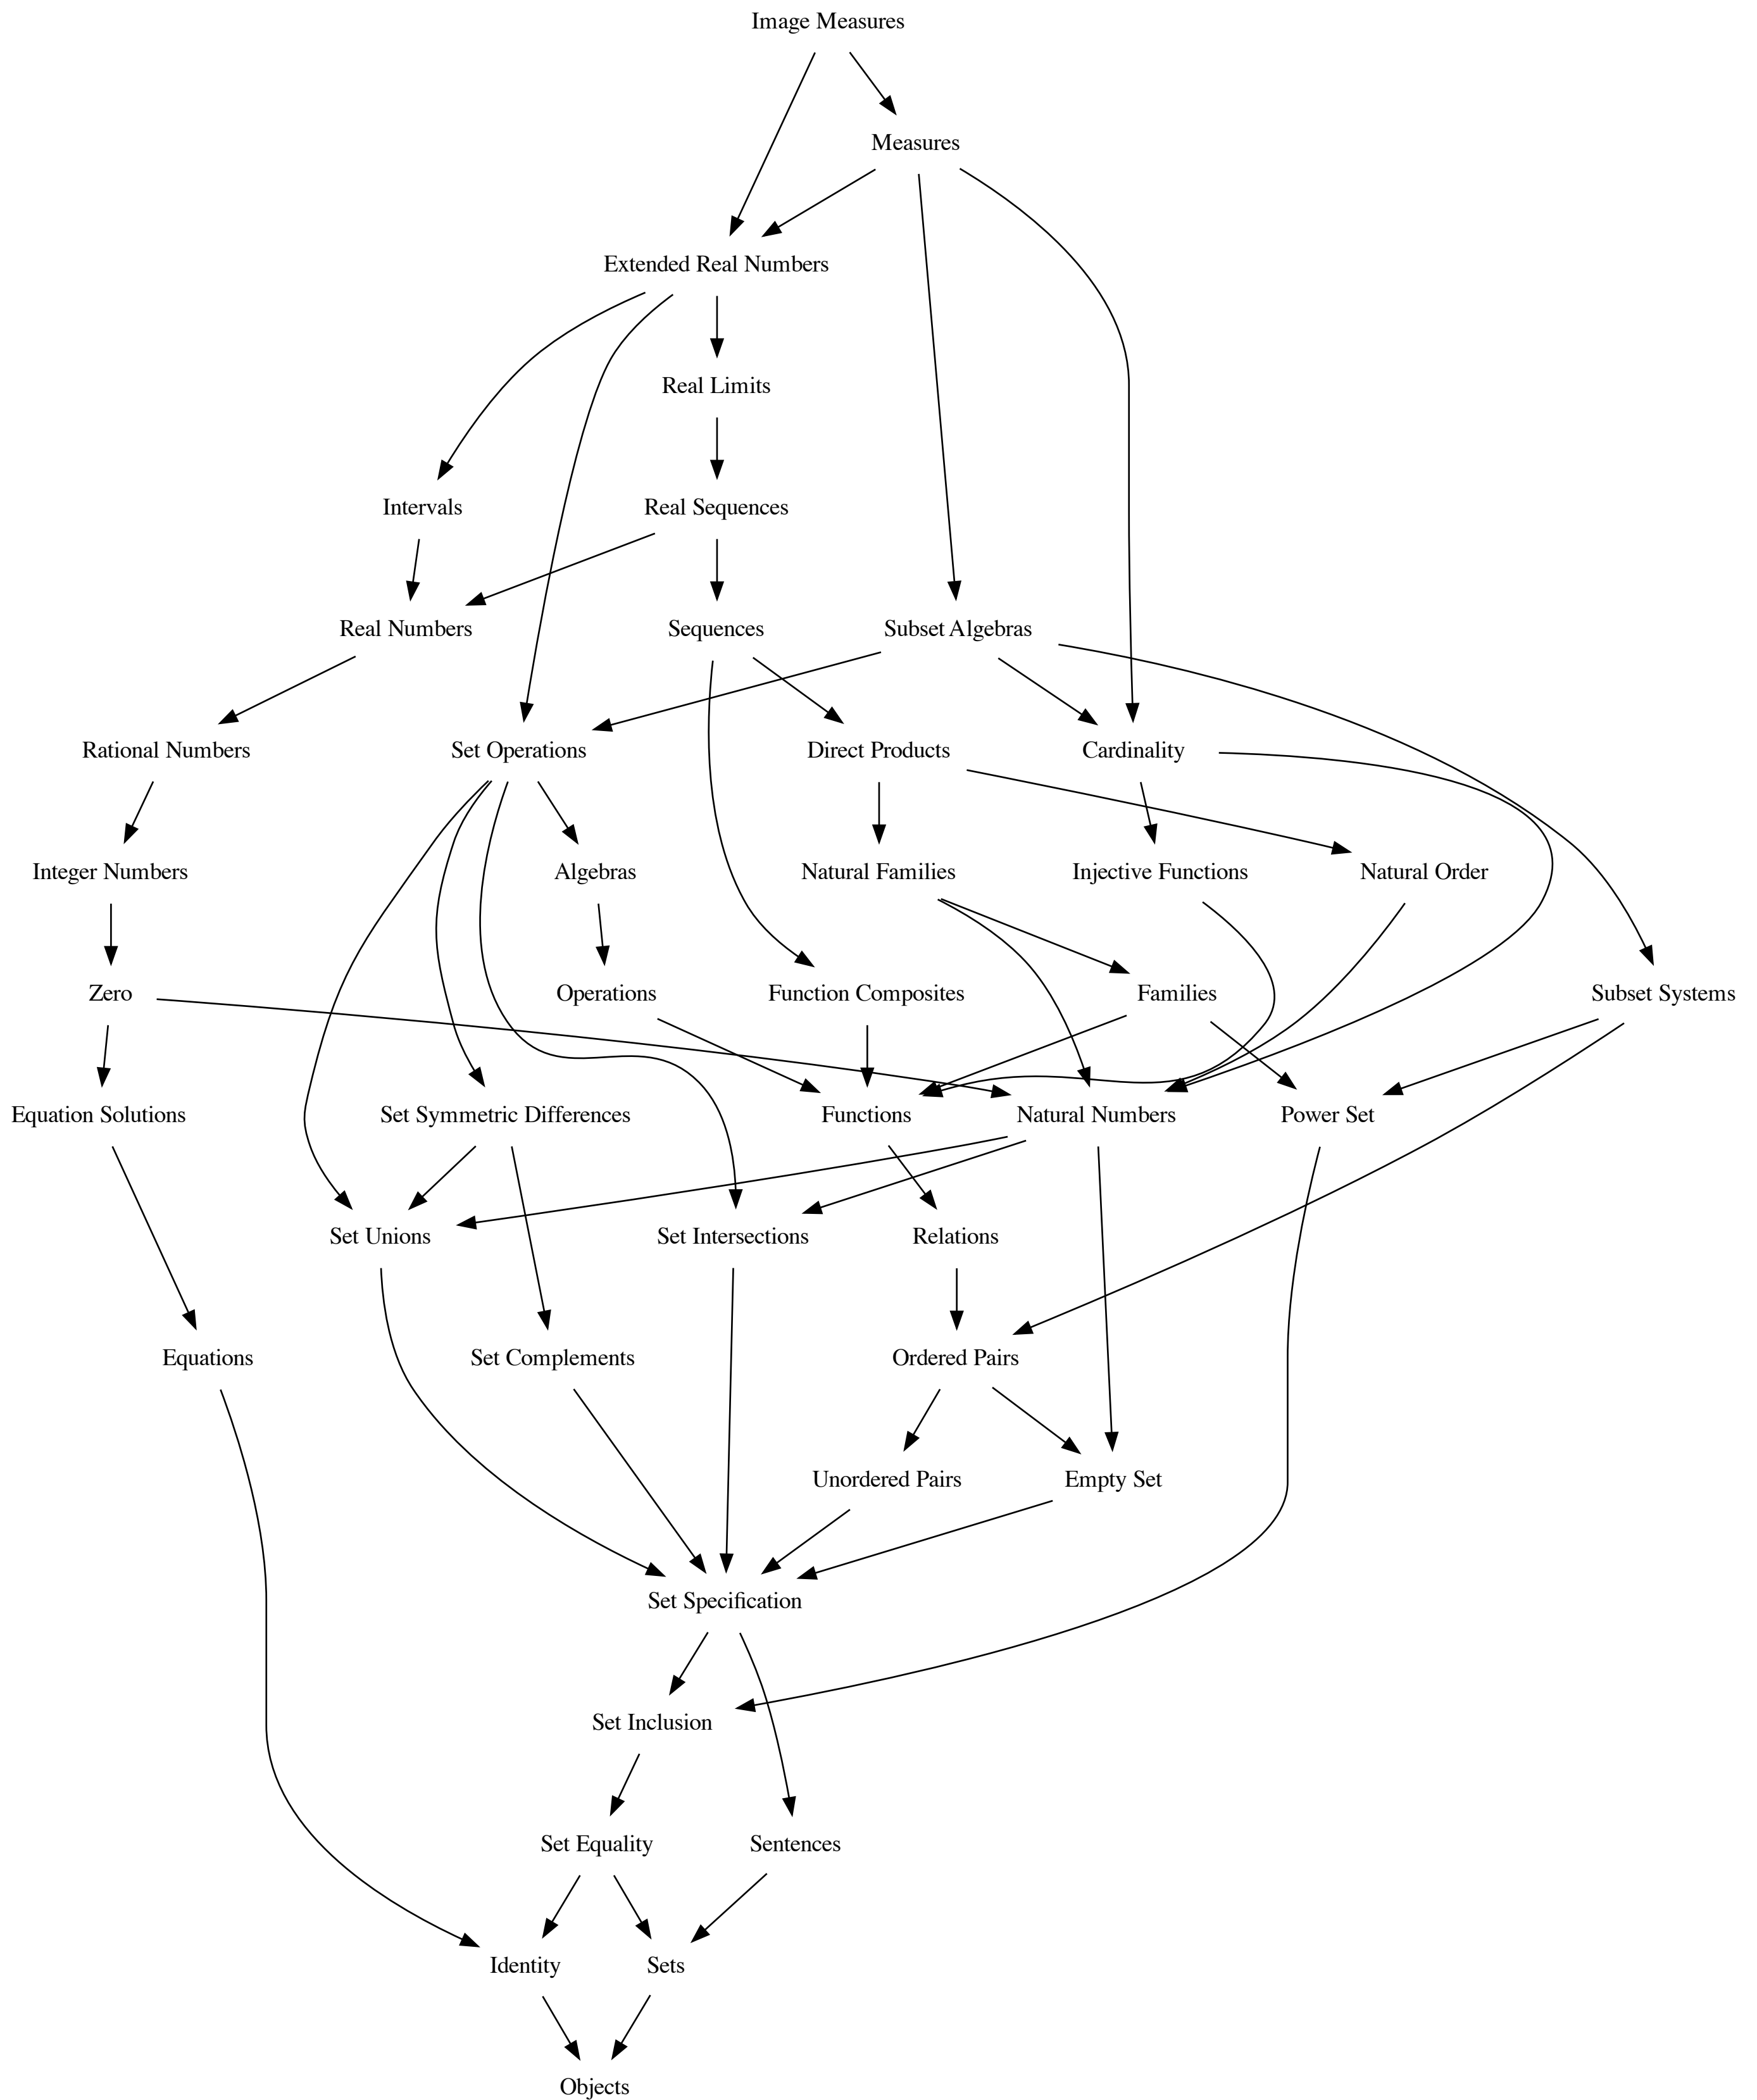 Image Measures
Measures
Extended Real Numbers
Real Limits
Intervals
Real Sequences
Real Numbers
Sequences
Subset Algebras
Rational Numbers
Set Operations
Direct Products
Cardinality
Integer Numbers
Algebras
Natural Families
Injective Functions
Natural Order
Zero
Operations
Function Composites
Families
Subset Systems
Equation Solutions
Set Symmetric Differences
Functions
Natural Numbers
Power Set
Set Unions
Set Intersections
Relations
Equations
Set Complements
Ordered Pairs
Unordered Pairs
Empty Set
Set Specification
Set Inclusion
Set Equality
Sentences
Identity
Sets
Objects